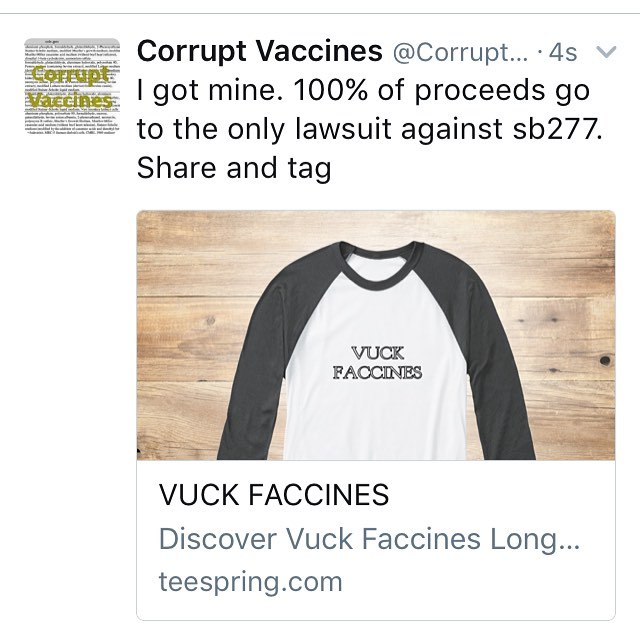 Corrupt Vaccines @Corrupt... · 4s
I got mine. 100% of proceeds go
to the only lawsuit against sb277.
Share and tag
Corrupt
Vaccines
VUCK
FACCINES
VUCK FACCINES
Discover Vuck Faccines Long...
teespring.com